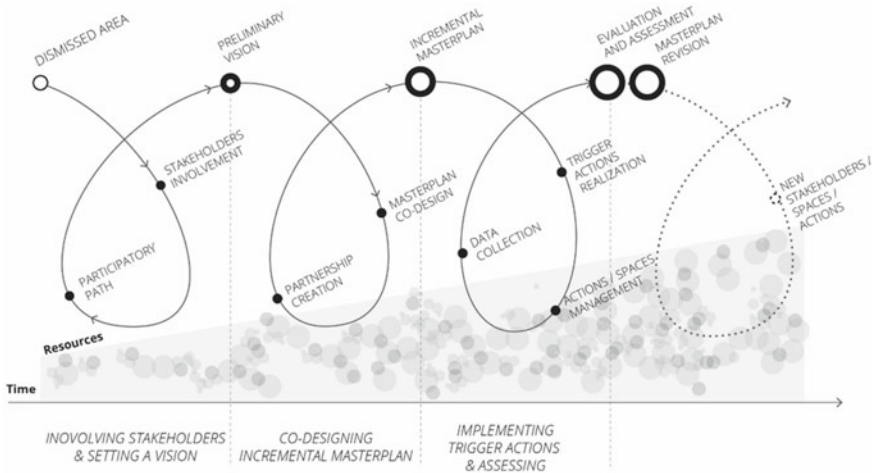 DISMISSED AREA
PRELIMINARY
VISION
INCREMENTAL
MASTERPLAN
EVALUATION
AND ASSESSMENT
MASTERPLAN
REVISION
STAKEHOLDERS
INVOLVEMENT
MASTERPLAN
CO-DESIGN
TRIGGER
ACTIONS
REALIZATION
NEW
STAKEHOLDERS /
SPACES /
ACTIONS
PARTICIPATORY
PATH
PARTNERSHIP
CREATION
DATA
COLLECTION
ACTIONS / SPACES
MANAGEMENT
Resources
Time
INOVOLVING STAKEHOLDERS
& SETTING A VISION
CO-DESIGNING
INCREMENTAL MASTERPLAN
IMPLEMENTING
TRIGGER ACTIONS
& ASSESSING